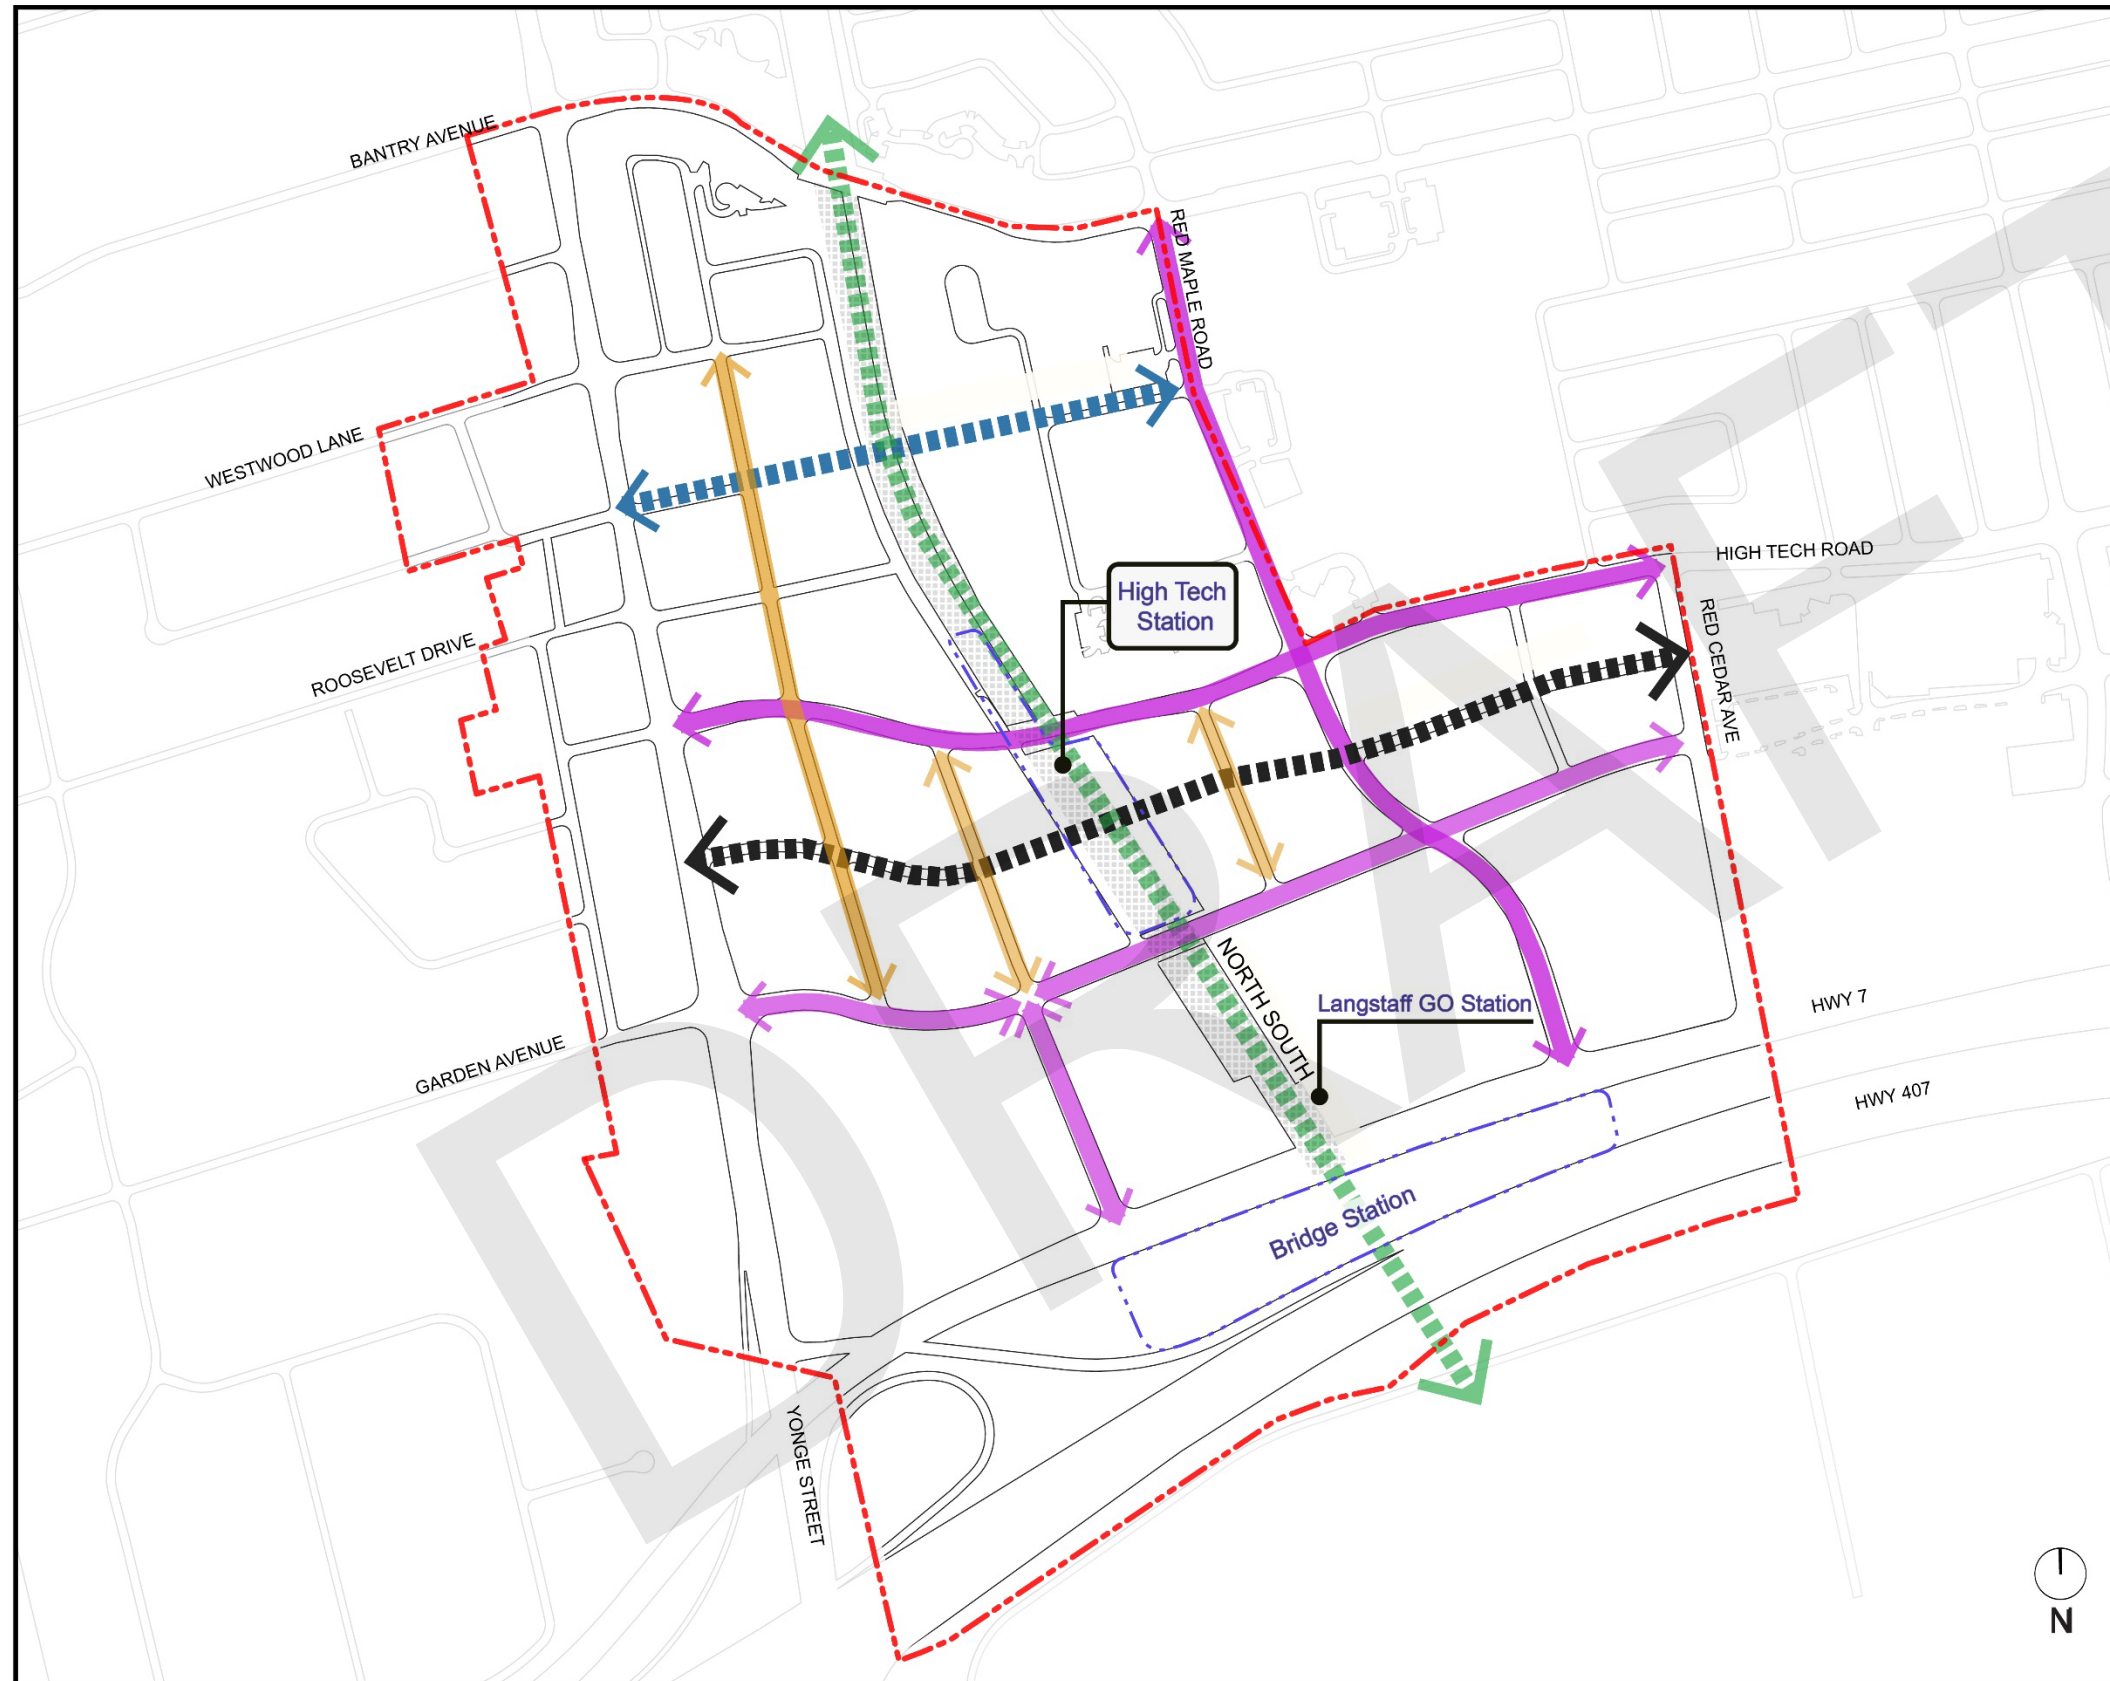 BANTRY AVENUE
RED MAPLE ROAD
WESTWOOD LANE
HIGH TECH ROAD
High Tech
Station
RED CEDAR AVE
ROOSEVELT DRIVE
NORTH SOUTH
Langstaff GO Station
HWY 7
GARDEN AVENUE
HWY 407
Bridge Station
YONGE STREET
DRAFT
N